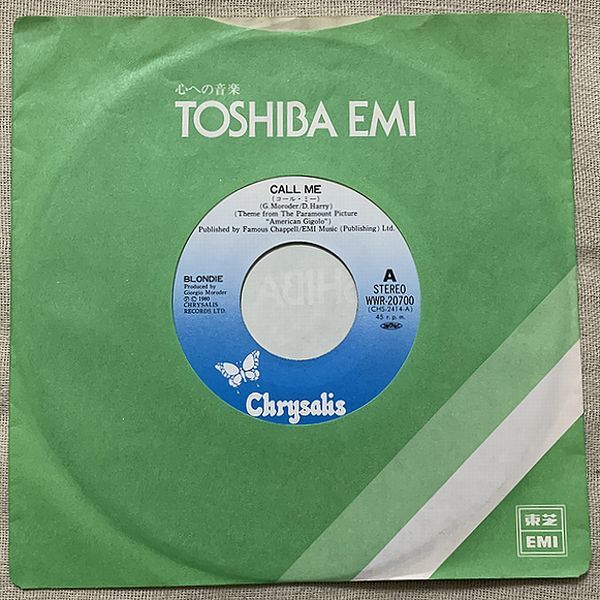 心への音楽
TOSHIBA EMI
CALL ME
(コール・ミー)
(G. Moroder/D. Harry)
(Theme from The Paramount Picture
"American Gigolo")
Published by Famous Chappell/EMI Music (Publishing) Ltd.
BLONDIE
Produced by
Giorgio Moroder
℗ © 1980
CHRYSALIS
RECORDS LTD.
A
STEREO
WWR-20700
(CHS-2414-A)
45 r. p. m.
Chrysalis
東芝
EMI